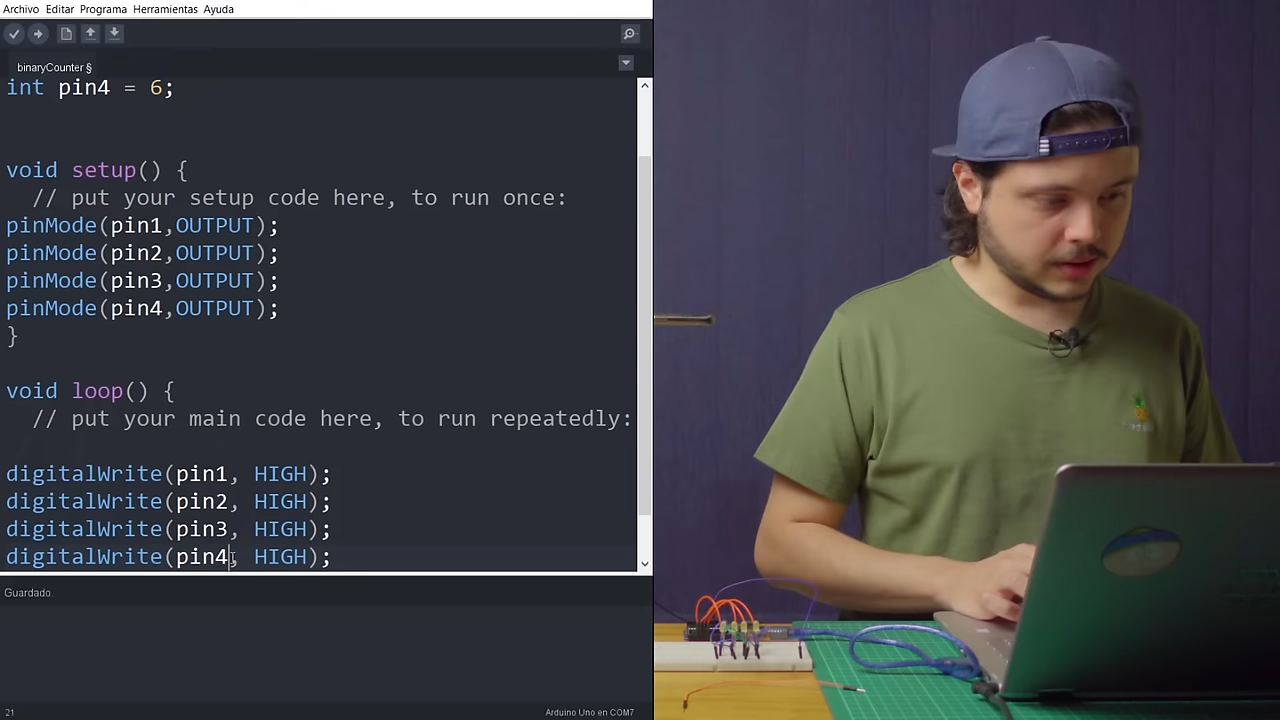 Archivo Editar Programa Herramientas Ayuda
binaryCounter §
int pin4 = 6;
void setup() {
// put your setup code here, to run once:
pinMode(pin1,OUTPUT);
pinMode(pin2,OUTPUT);
pinMode(pin3,OUTPUT);
pinMode(pin4,OUTPUT);
}
void loop() {
// put your main code here, to run repeatedly:
digitalWrite(pin1, HIGH);
digitalWrite(pin2, HIGH);
digitalWrite(pin3, HIGH);
digitalWrite(pin4, HIGH);
Guardado.
21
Arduino Uno en COM7